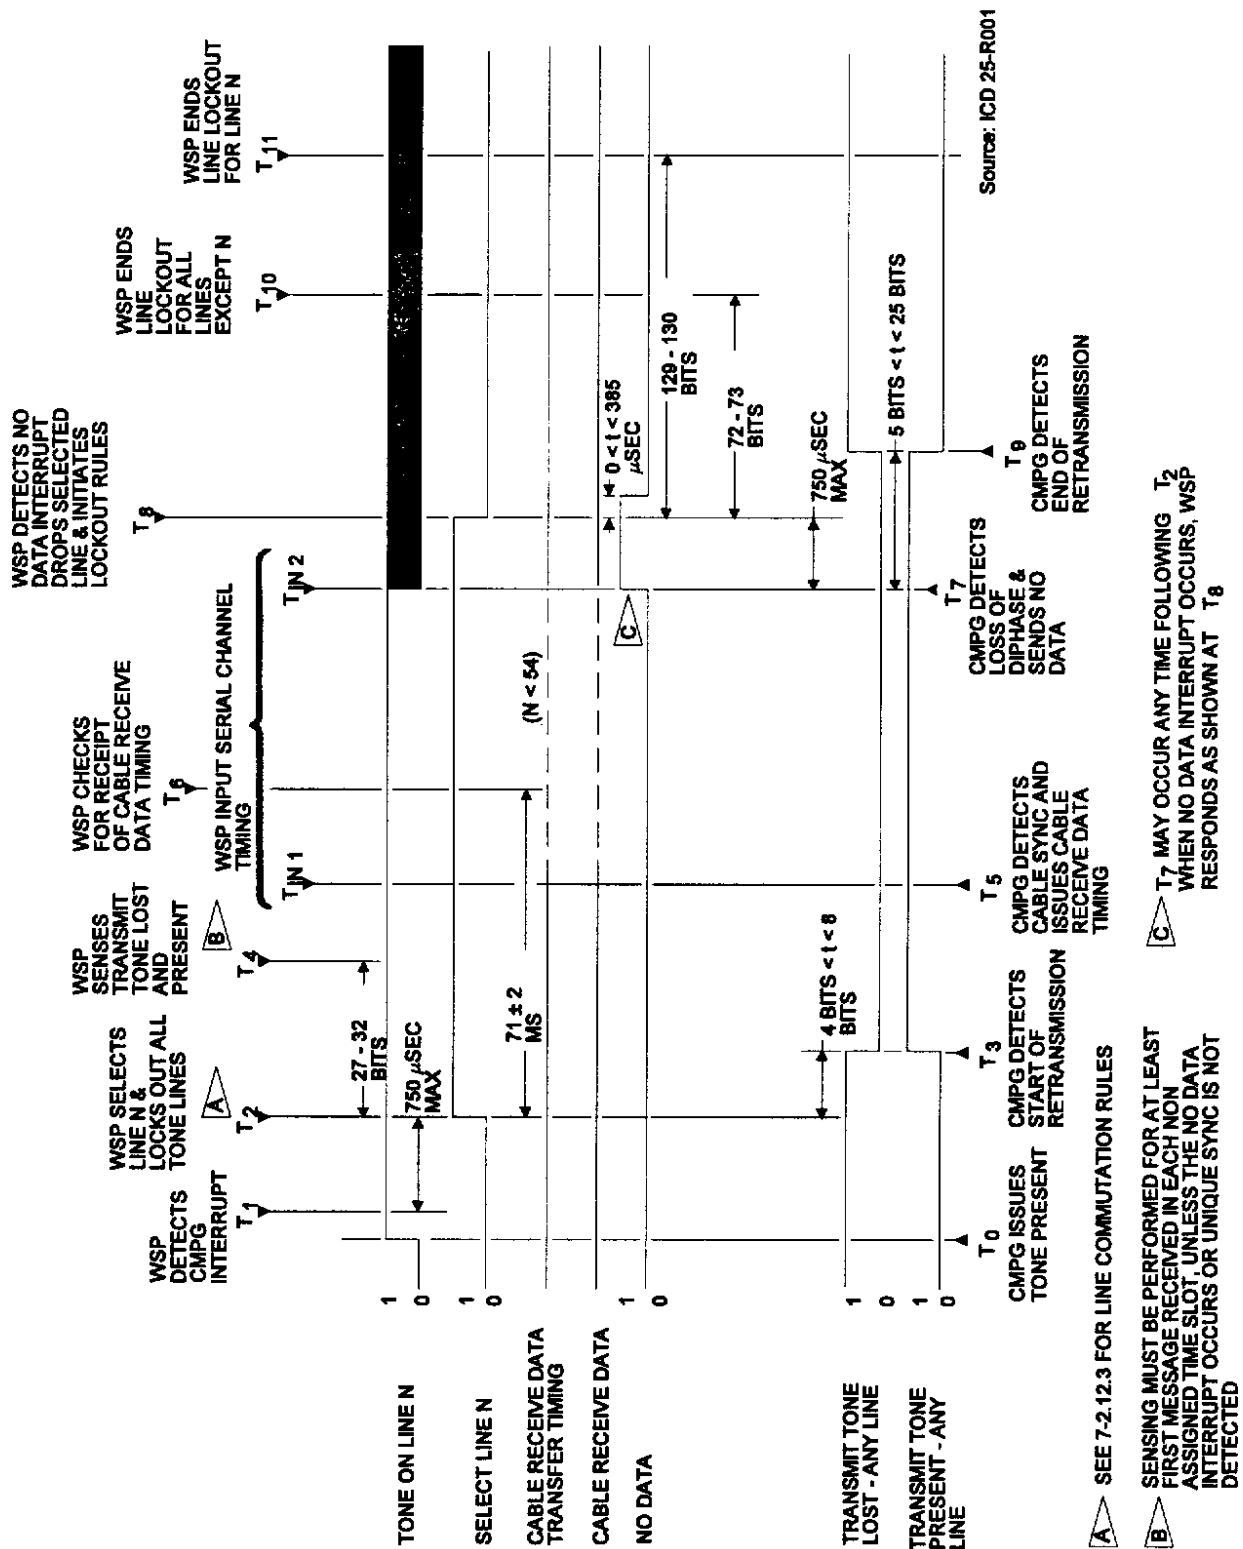 WSP
DETECTS
CMPG
INTERRUPT
T1
WSP SELECTS
LINE N &
LOCKS OUT ALL
TONE LINES
T2
A
WSP
SENSES
TRANSMIT
TONE LOST
AND
PRESENT
T4
B
WSP CHECKS
FOR RECEIPT
OF CABLE RECEIVE
DATA TIMING
T6
WSP INPUT SERIAL CHANNEL
TIMING
TIN 1
TIN 2
WSP DETECTS NO
DATA INTERRUPT
DROPS SELECTED
LINE & INITIATES
LOCKOUT RULES
T8
WSP ENDS
LINE
LOCKOUT
FOR ALL
LINES
EXCEPT N
T10
WSP ENDS
LINE LOCKOUT
FOR LINE N
T11
TONE ON LINE N
1
0
27 - 32
BITS
750 μSEC
MAX
SELECT LINE N
1
0
CABLE RECEIVE DATA
TRANSFER TIMING
71 ± 2
MS
(N < 54)
CABLE RECEIVE DATA
NO DATA
1
0
C
0 < t < 385
μSEC
129 - 130
BITS
72 - 73
BITS
750 μSEC
MAX
TRANSMIT TONE
LOST - ANY LINE
1
0
4 BITS < t < 8
BITS
5 BITS < t < 25 BITS
TRANSMIT TONE
PRESENT - ANY
LINE
1
0
T0
CMPG ISSUES
TONE PRESENT
T3
CMPG DETECTS
START OF
RETRANSMISSION
T5
CMPG DETECTS
CABLE SYNC AND
ISSUES CABLE
RECEIVE DATA
TIMING
T7
CMPG DETECTS
LOSS OF
DIPHASE &
SENDS NO
DATA
T9
CMPG DETECTS
END OF
RETRANSMISSION
Source: ICD 25-R001
A SEE 7-2.12.3 FOR LINE COMMUTATION RULES
B SENSING MUST BE PERFORMED FOR AT LEAST
FIRST MESSAGE RECEIVED IN EACH NON
ASSIGNED TIME SLOT, UNLESS THE NO DATA
INTERRUPT OCCURS OR UNIQUE SYNC IS NOT
DETECTED
C T7 MAY OCCUR ANY TIME FOLLOWING T2
WHEN NO DATA INTERRUPT OCCURS, WSP
RESPONDS AS SHOWN AT T8